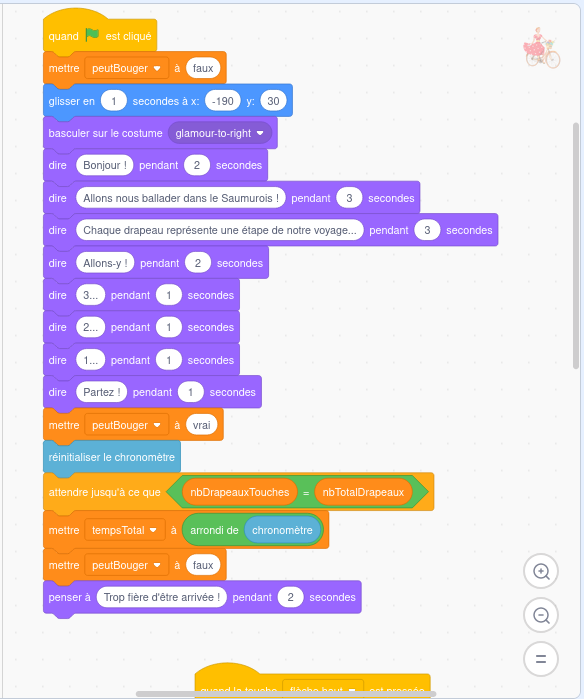 quand est cliqué
mettre peutBouger à faux
glisser en 1 secondes à x: -190 y: 30
basculer sur le costume glamour-to-right
dire Bonjour ! pendant 2 secondes
dire Allons nous ballader dans le Saumurois ! pendant 3 secondes
dire Chaque drapeau représente une étape de notre voyage... pendant 3 secondes
dire Allons-y ! pendant 2 secondes
dire 3... pendant 1 secondes
dire 2... pendant 1 secondes
dire 1... pendant 1 secondes
dire Partez ! pendant 1 secondes
mettre peutBouger à vrai
réinitialiser le chronomètre
attendre jusqu'à ce que nbDrapeauxTouches = nbTotalDrapeaux
mettre tempsTotal à arrondi de chronomètre
mettre peutBouger à faux
penser à Trop fière d'être arrivée ! pendant 2 secondes
quand la touche flèche haut est pressée